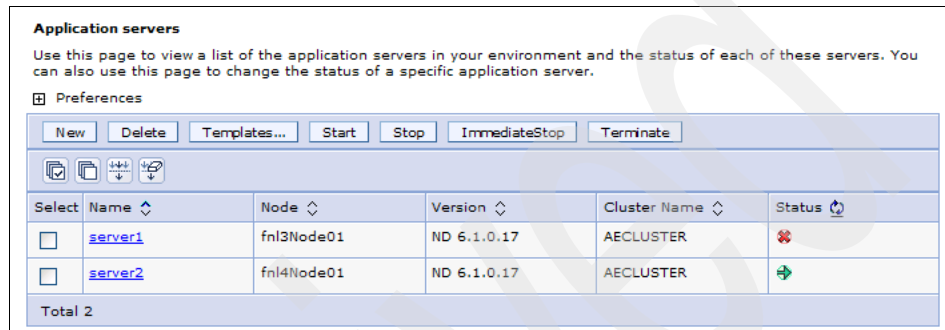 Application servers
Use this page to view a list of the application servers in your environment and the status of each of these servers. You
can also use this page to change the status of a specific application server.
Preferences
New Delete Templates... Start Stop ImmediateStop Terminate
Select Name Node Version Cluster Name Status
server1 fnl3Node01 ND 6.1.0.17 AECLUSTER
server2 fnl4Node01 ND 6.1.0.17 AECLUSTER
Total 2